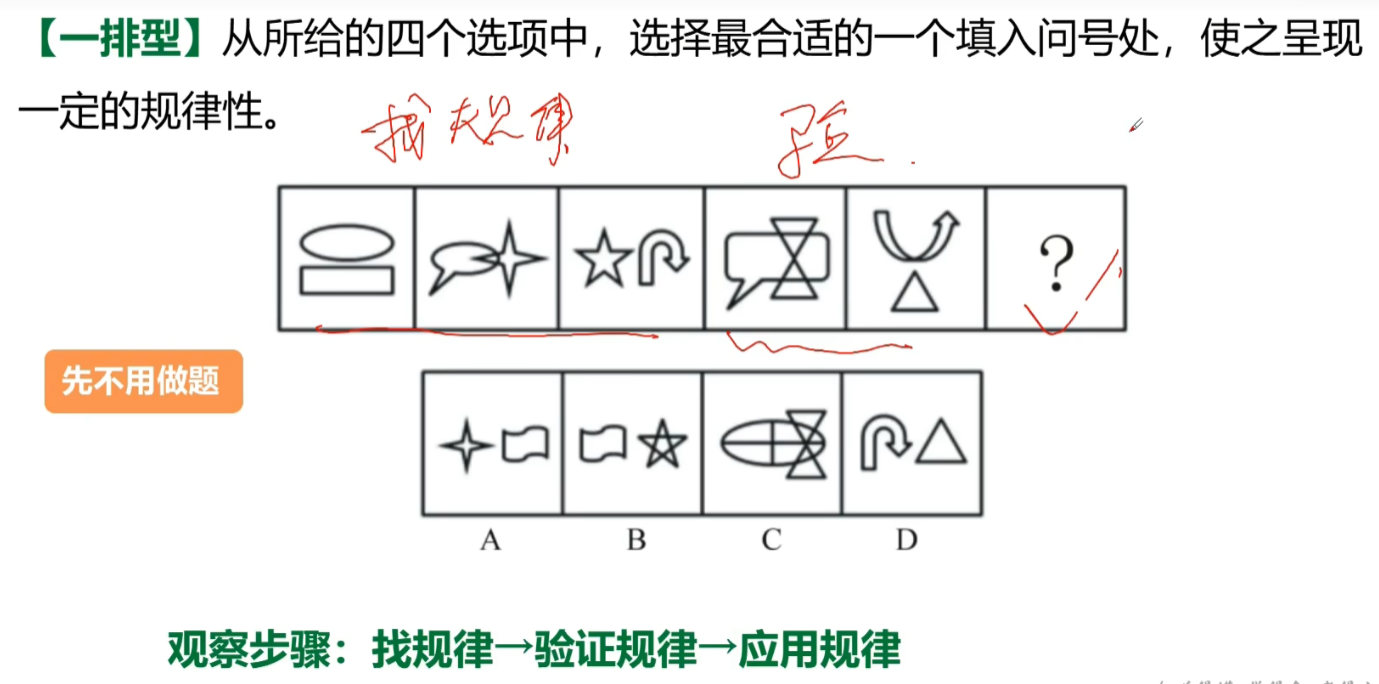 【一排型】从所给的四个选项中，选择最合适的一个填入问号处，使之呈现
一定的规律性。
找规律 验
?
先不用做题
A B C D
观察步骤：找规律→验证规律→应用规律